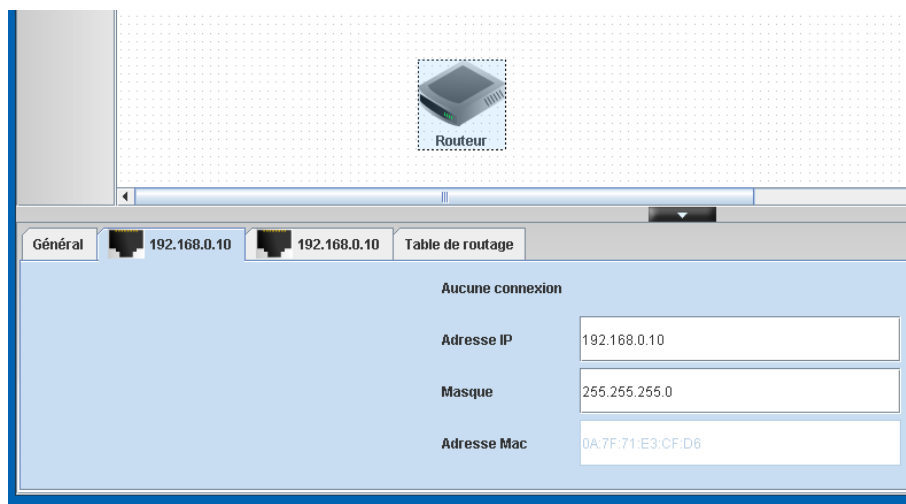 Routeur
Général 192.168.0.10 192.168.0.10 Table de routage
Aucune connexion
Adresse IP 192.168.0.10
Masque 255.255.255.0
Adresse Mac 0A:7F:71:E3:CF:D6